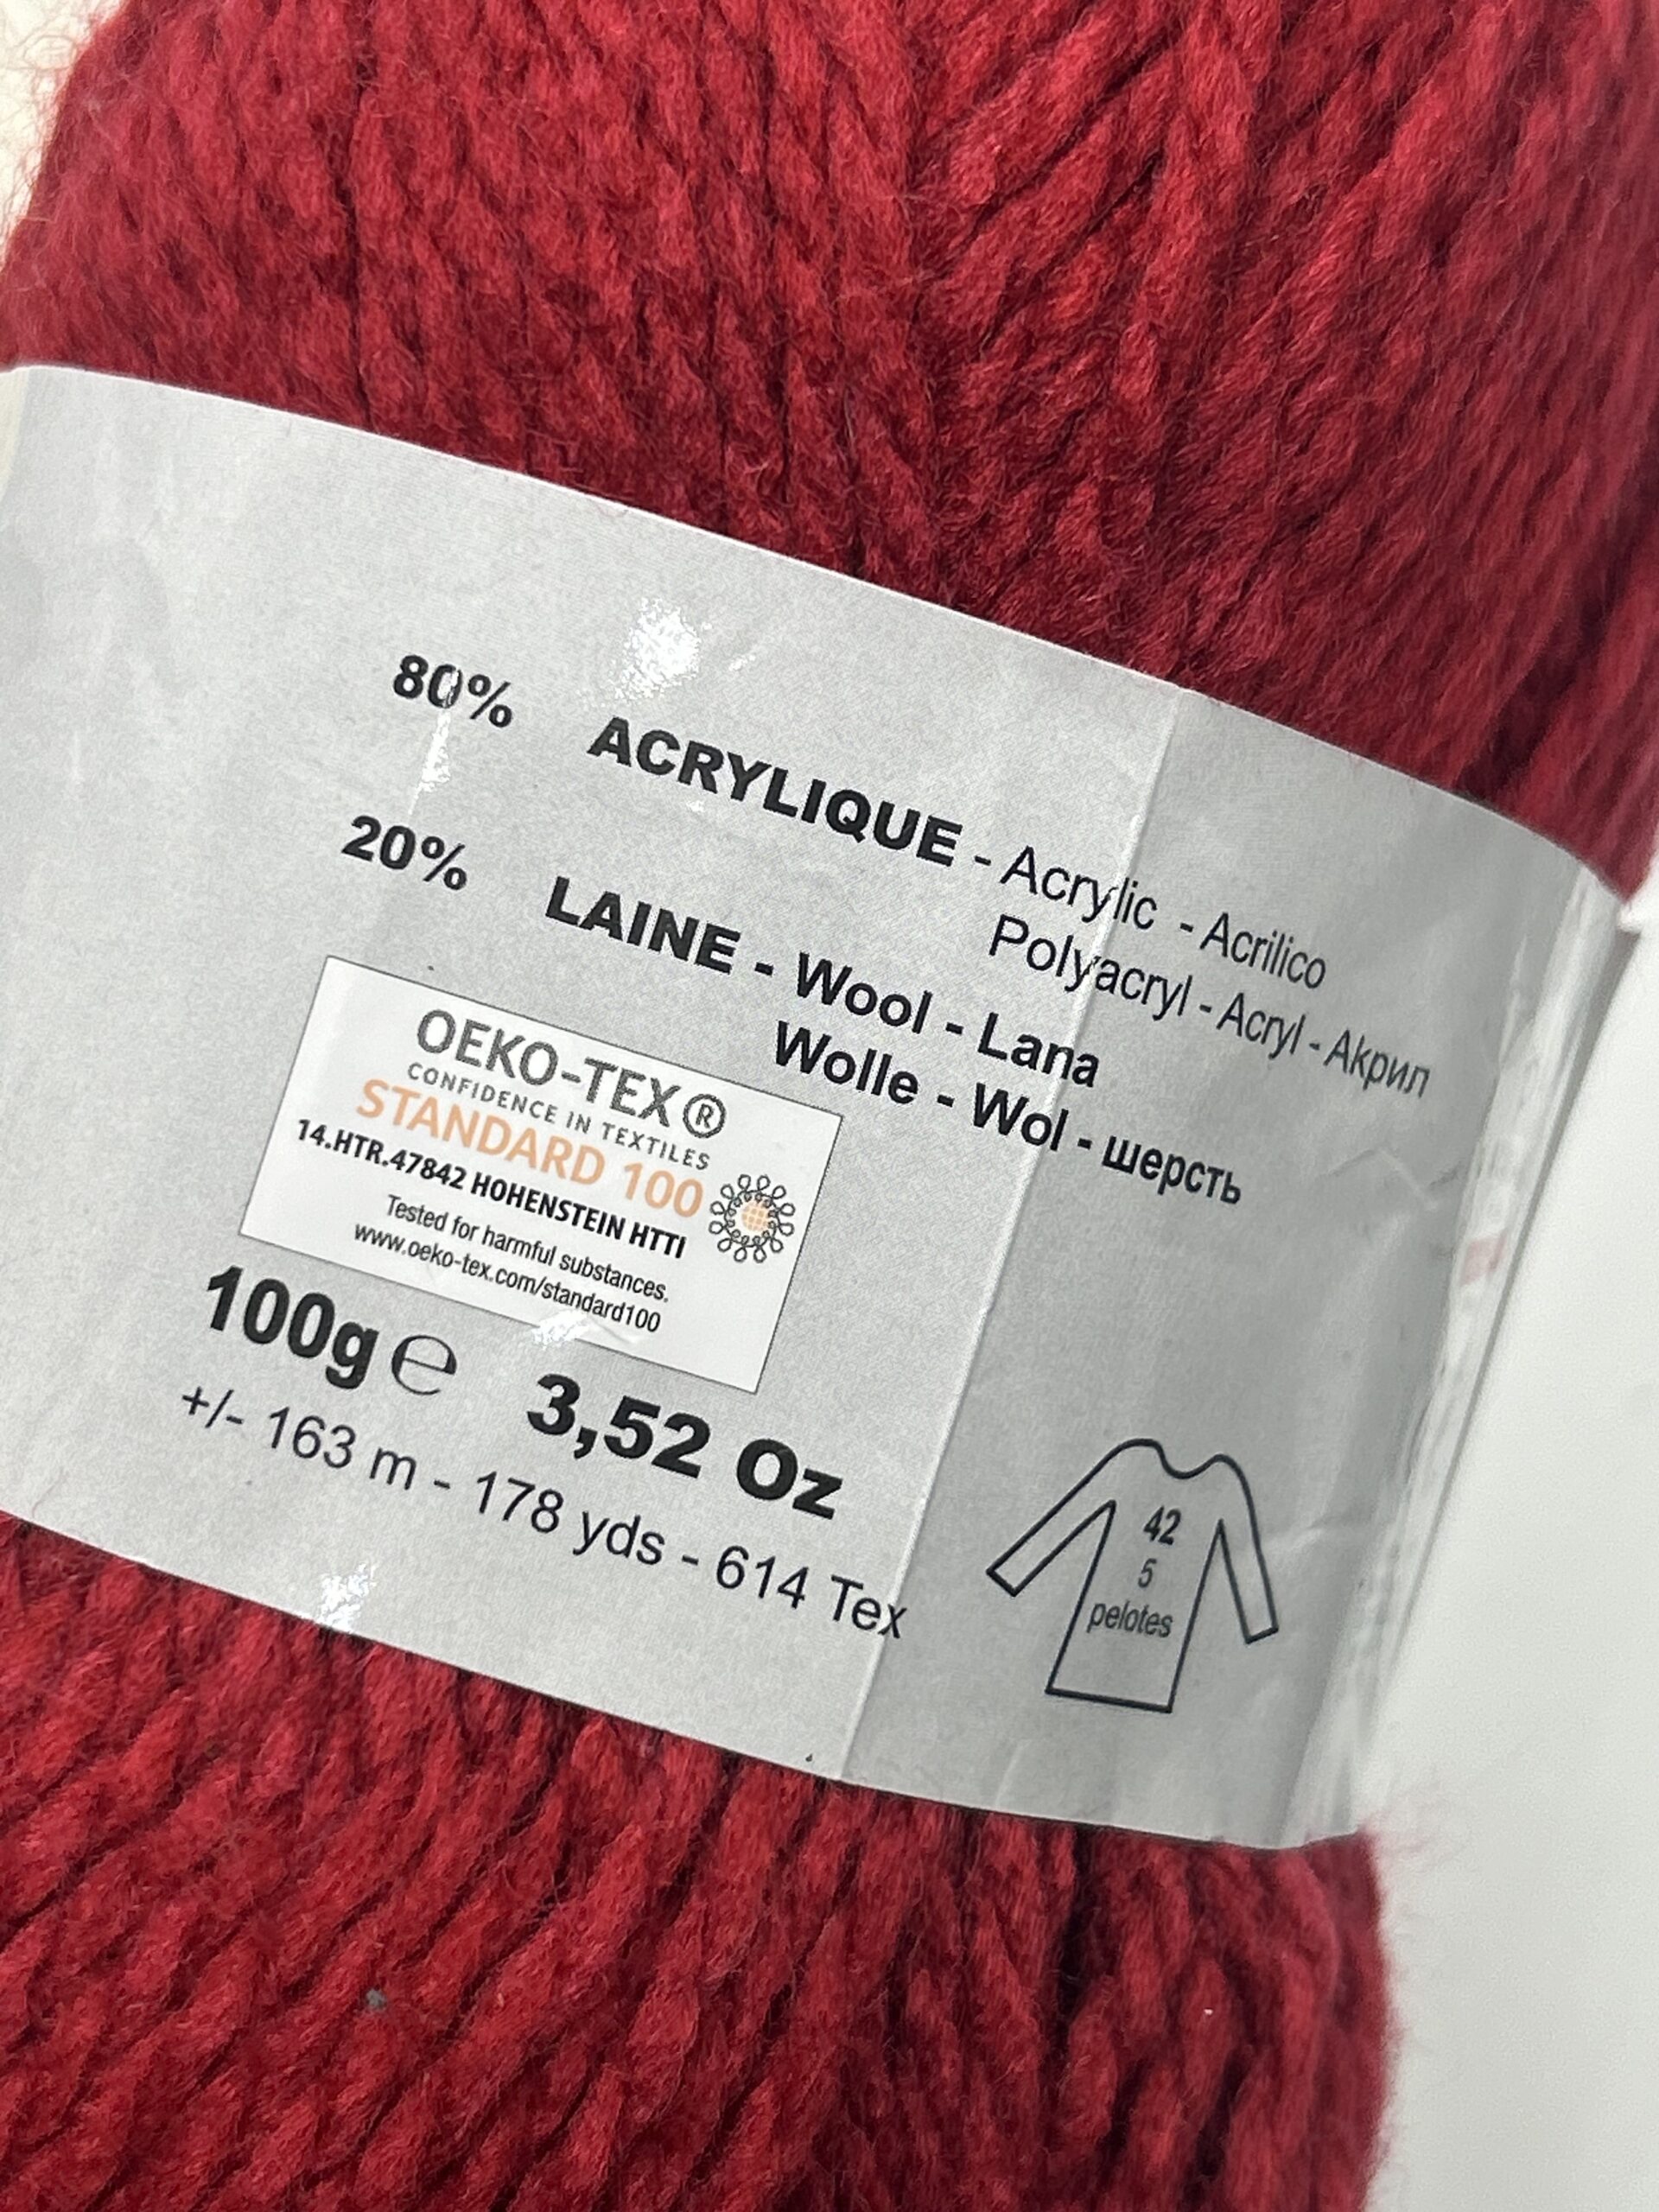 80% ACRYLIQUE - Acrylic - Acrilico
Polyacryl - Acryl - Акрил
20% LAINE - Wool - Lana
Wolle - Wol - шерсть
OEKO-TEX®
CONFIDENCE IN TEXTILES
STANDARD 100
14.HTR.47842 HOHENSTEIN HTTI
Tested for harmful substances.
www.oeko-tex.com/standard100
100g ℮ 3,52 Oz
+/- 163 m - 178 yds - 614 Tex
42
5
pelotes